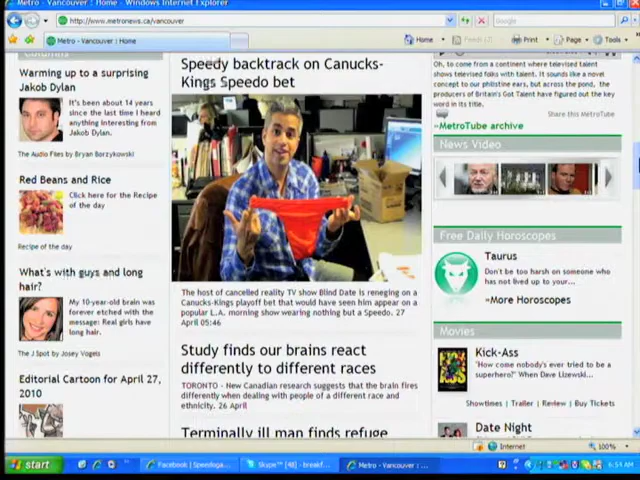 Metro - Vancouver : Home - Windows Internet Explorer
http://www.metronews.ca/vancouver
Google
Metro - Vancouver : Home
Home
Print
Page
Tools
Columns
Warming up to a surprising
Jakob Dylan
It's been about 14 years
since the last time I heard
anything interesting from
Jakob Dylan.
The Audio Files by Bryan Borzykowski
Red Beans and Rice
Click here for the Recipe
of the day
Recipe of the day
What's with guys and long
hair?
My 10-year-old brain was
forever etched with the
message: Real girls have
long hair.
The J Spot by Josey Vogels
Editorial Cartoon for April 27,
2010
Speedy backtrack on Canucks-
Kings Speedo bet
The host of cancelled reality TV show Blind Date is reneging on a
Canucks-Kings playoff bet that would have seen him appear on a
popular L.A. morning show wearing nothing but a Speedo. 27
April 05:46
Study finds our brains react
differently to different races
TORONTO - New Canadian research suggests that the brain fires
differently when dealing with people of a different race and
ethnicity. 26 April
Terminally ill man finds refuge
Oh, to come from a continent where televised talent
shows televised folks with talent. It sounds like a novel
concept to our philistine ears, but across the pond, the
producers of Britain's Got Talent have figured out the key
word in its title.
Share this MetroTube
»MetroTube archive
News Video
Free Daily Horoscopes
Taurus
Don't be too harsh on someone who
has not lived up to your...
»More Horoscopes
Movies
Kick-Ass
"How come nobody's ever tried to be a
superhero?" When Dave Lizewski...
Showtimes | Trailer | Review | Buy Tickets
Date Night
Internet
100%
start
Facebook | Speedoga...
Skype™ [48] - breakf...
Metro - Vancouver : ...
6:54 AM